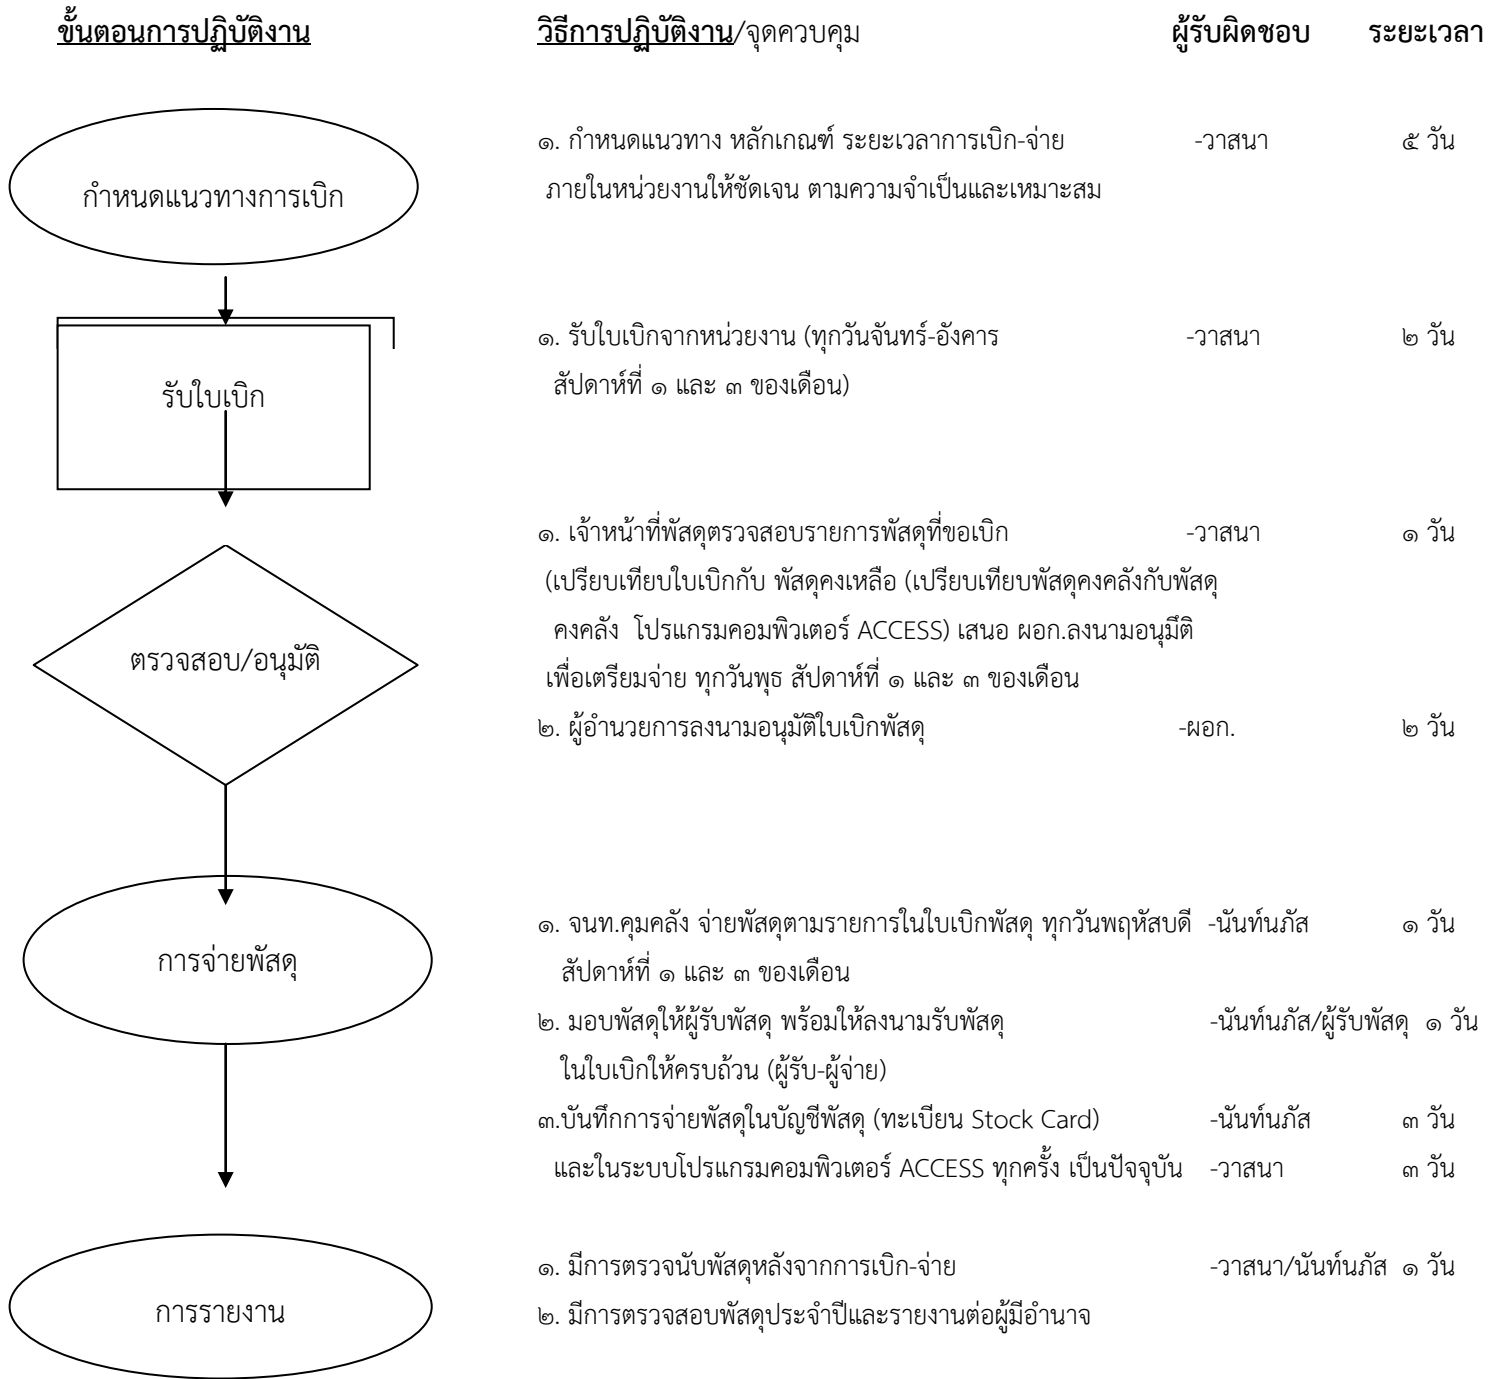 ขั้นตอนการปฏิบัติงาน วิธีการปฏิบัติงาน/จุดควบคุม ผู้รับผิดชอบ ระยะเวลา
กำหนดแนวทางการเบิก
๑. กำหนดแนวทาง หลักเกณฑ์ ระยะเวลาการเบิก-จ่าย -วาสนา ๕ วัน
ภายในหน่วยงานให้ชัดเจน ตามความจำเป็นและเหมาะสม
รับใบเบิก
๑. รับใบเบิกจากหน่วยงาน (ทุกวันจันทร์-อังคาร -วาสนา ๒ วัน
สัปดาห์ที่ ๑ และ ๓ ของเดือน)
ตรวจสอบ/อนุมัติ
๑. เจ้าหน้าที่พัสดุตรวจสอบรายการพัสดุที่ขอเบิก -วาสนา ๑ วัน
(เปรียบเทียบใบเบิกกับ พัสดุคงเหลือ (เปรียบเทียบพัสดุคงคลังกับพัสดุ
คงคลัง โปรแกรมคอมพิวเตอร์ ACCESS) เสนอ ผอก.ลงนามอนุมึติ
เพื่อเตรียมจ่าย ทุกวันพุธ สัปดาห์ที่ ๑ และ ๓ ของเดือน
๒. ผู้อำนวยการลงนามอนุมัติใบเบิกพัสดุ -ผอก. ๒ วัน
การจ่ายพัสดุ
๑. จนท.คุมคลัง จ่ายพัสดุตามรายการในใบเบิกพัสดุ ทุกวันพฤหัสบดี -นันท์นภัส ๑ วัน
สัปดาห์ที่ ๑ และ ๓ ของเดือน
๒. มอบพัสดุให้ผู้รับพัสดุ พร้อมให้ลงนามรับพัสดุ -นันท์นภัส/ผู้รับพัสดุ ๑ วัน
ในใบเบิกให้ครบถ้วน (ผู้รับ-ผู้จ่าย)
๓.บันทึกการจ่ายพัสดุในบัญชีพัสดุ (ทะเบียน Stock Card) -นันท์นภัส ๓ วัน
และในระบบโปรแกรมคอมพิวเตอร์ ACCESS ทุกครั้ง เป็นปัจจุบัน -วาสนา ๓ วัน
การรายงาน
๑. มีการตรวจนับพัสดุหลังจากการเบิก-จ่าย -วาสนา/นันท์นภัส ๑ วัน
๒. มีการตรวจสอบพัสดุประจำปีและรายงานต่อผู้มีอำนาจ